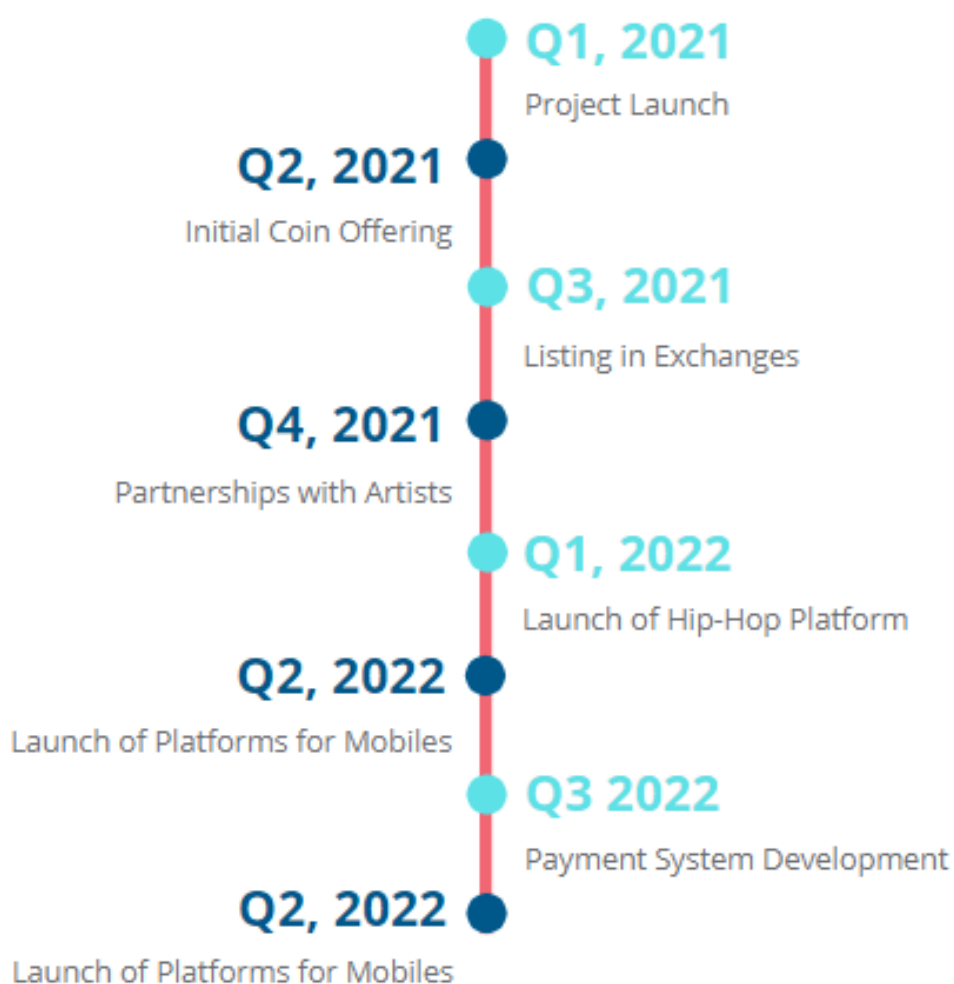 Q1, 2021
Project Launch
Q2, 2021
Initial Coin Offering
Q3, 2021
Listing in Exchanges
Q4, 2021
Partnerships with Artists
Q1, 2022
Launch of Hip-Hop Platform
Q2, 2022
Launch of Platforms for Mobiles
Q3 2022
Payment System Development
Q2, 2022
Launch of Platforms for Mobiles